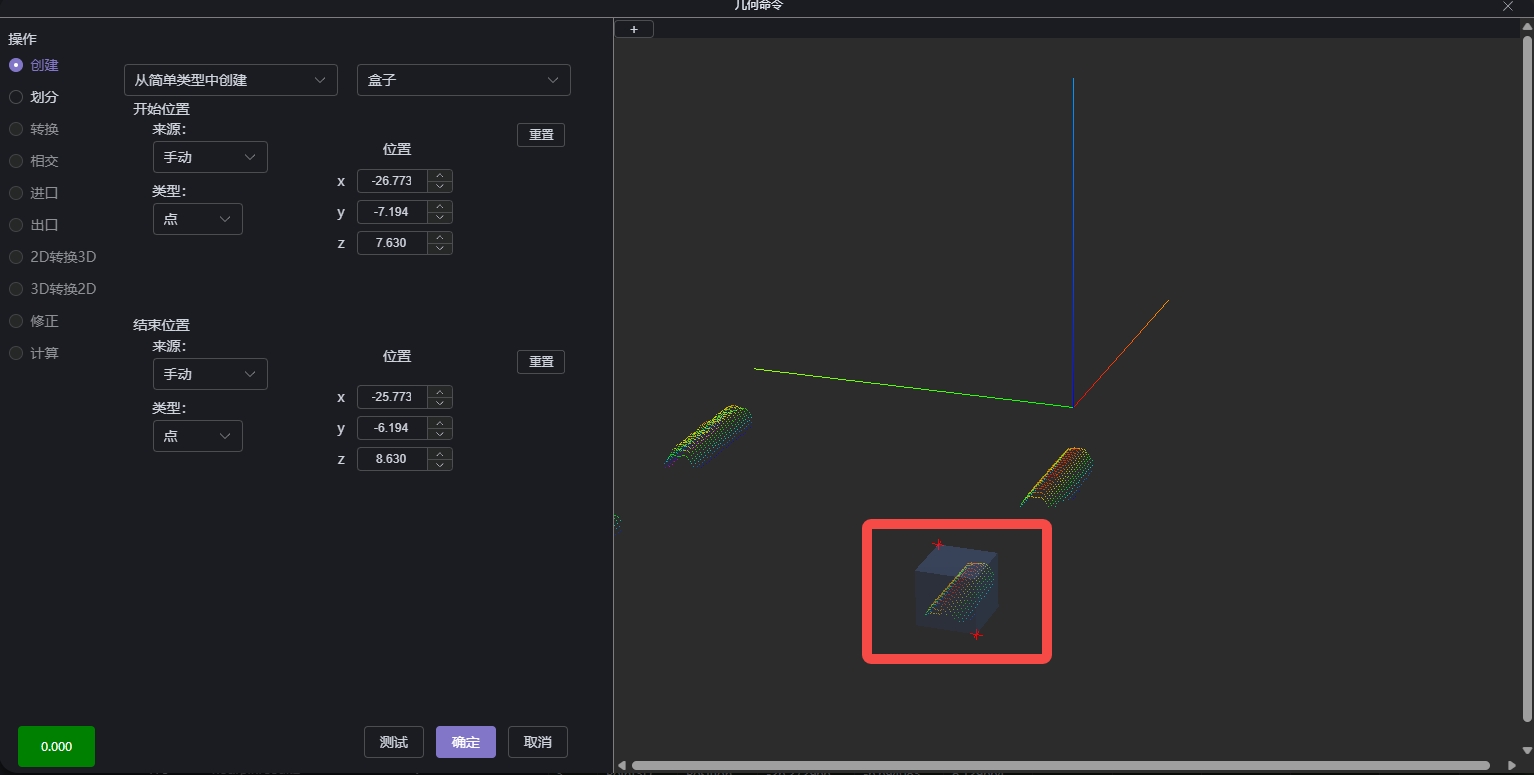 几何命令
操作
创建
划分
转换
相交
进口
出口
2D转换3D
3D转换2D
修正
计算
从简单类型中创建
盒子
开始位置
来源:
手动
类型:
点
位置
重置
x -26.773
y -7.194
z 7.630
结束位置
来源:
手动
类型:
点
位置
重置
x -25.773
y -6.194
z 8.630
0.000
测试
确定
取消
+